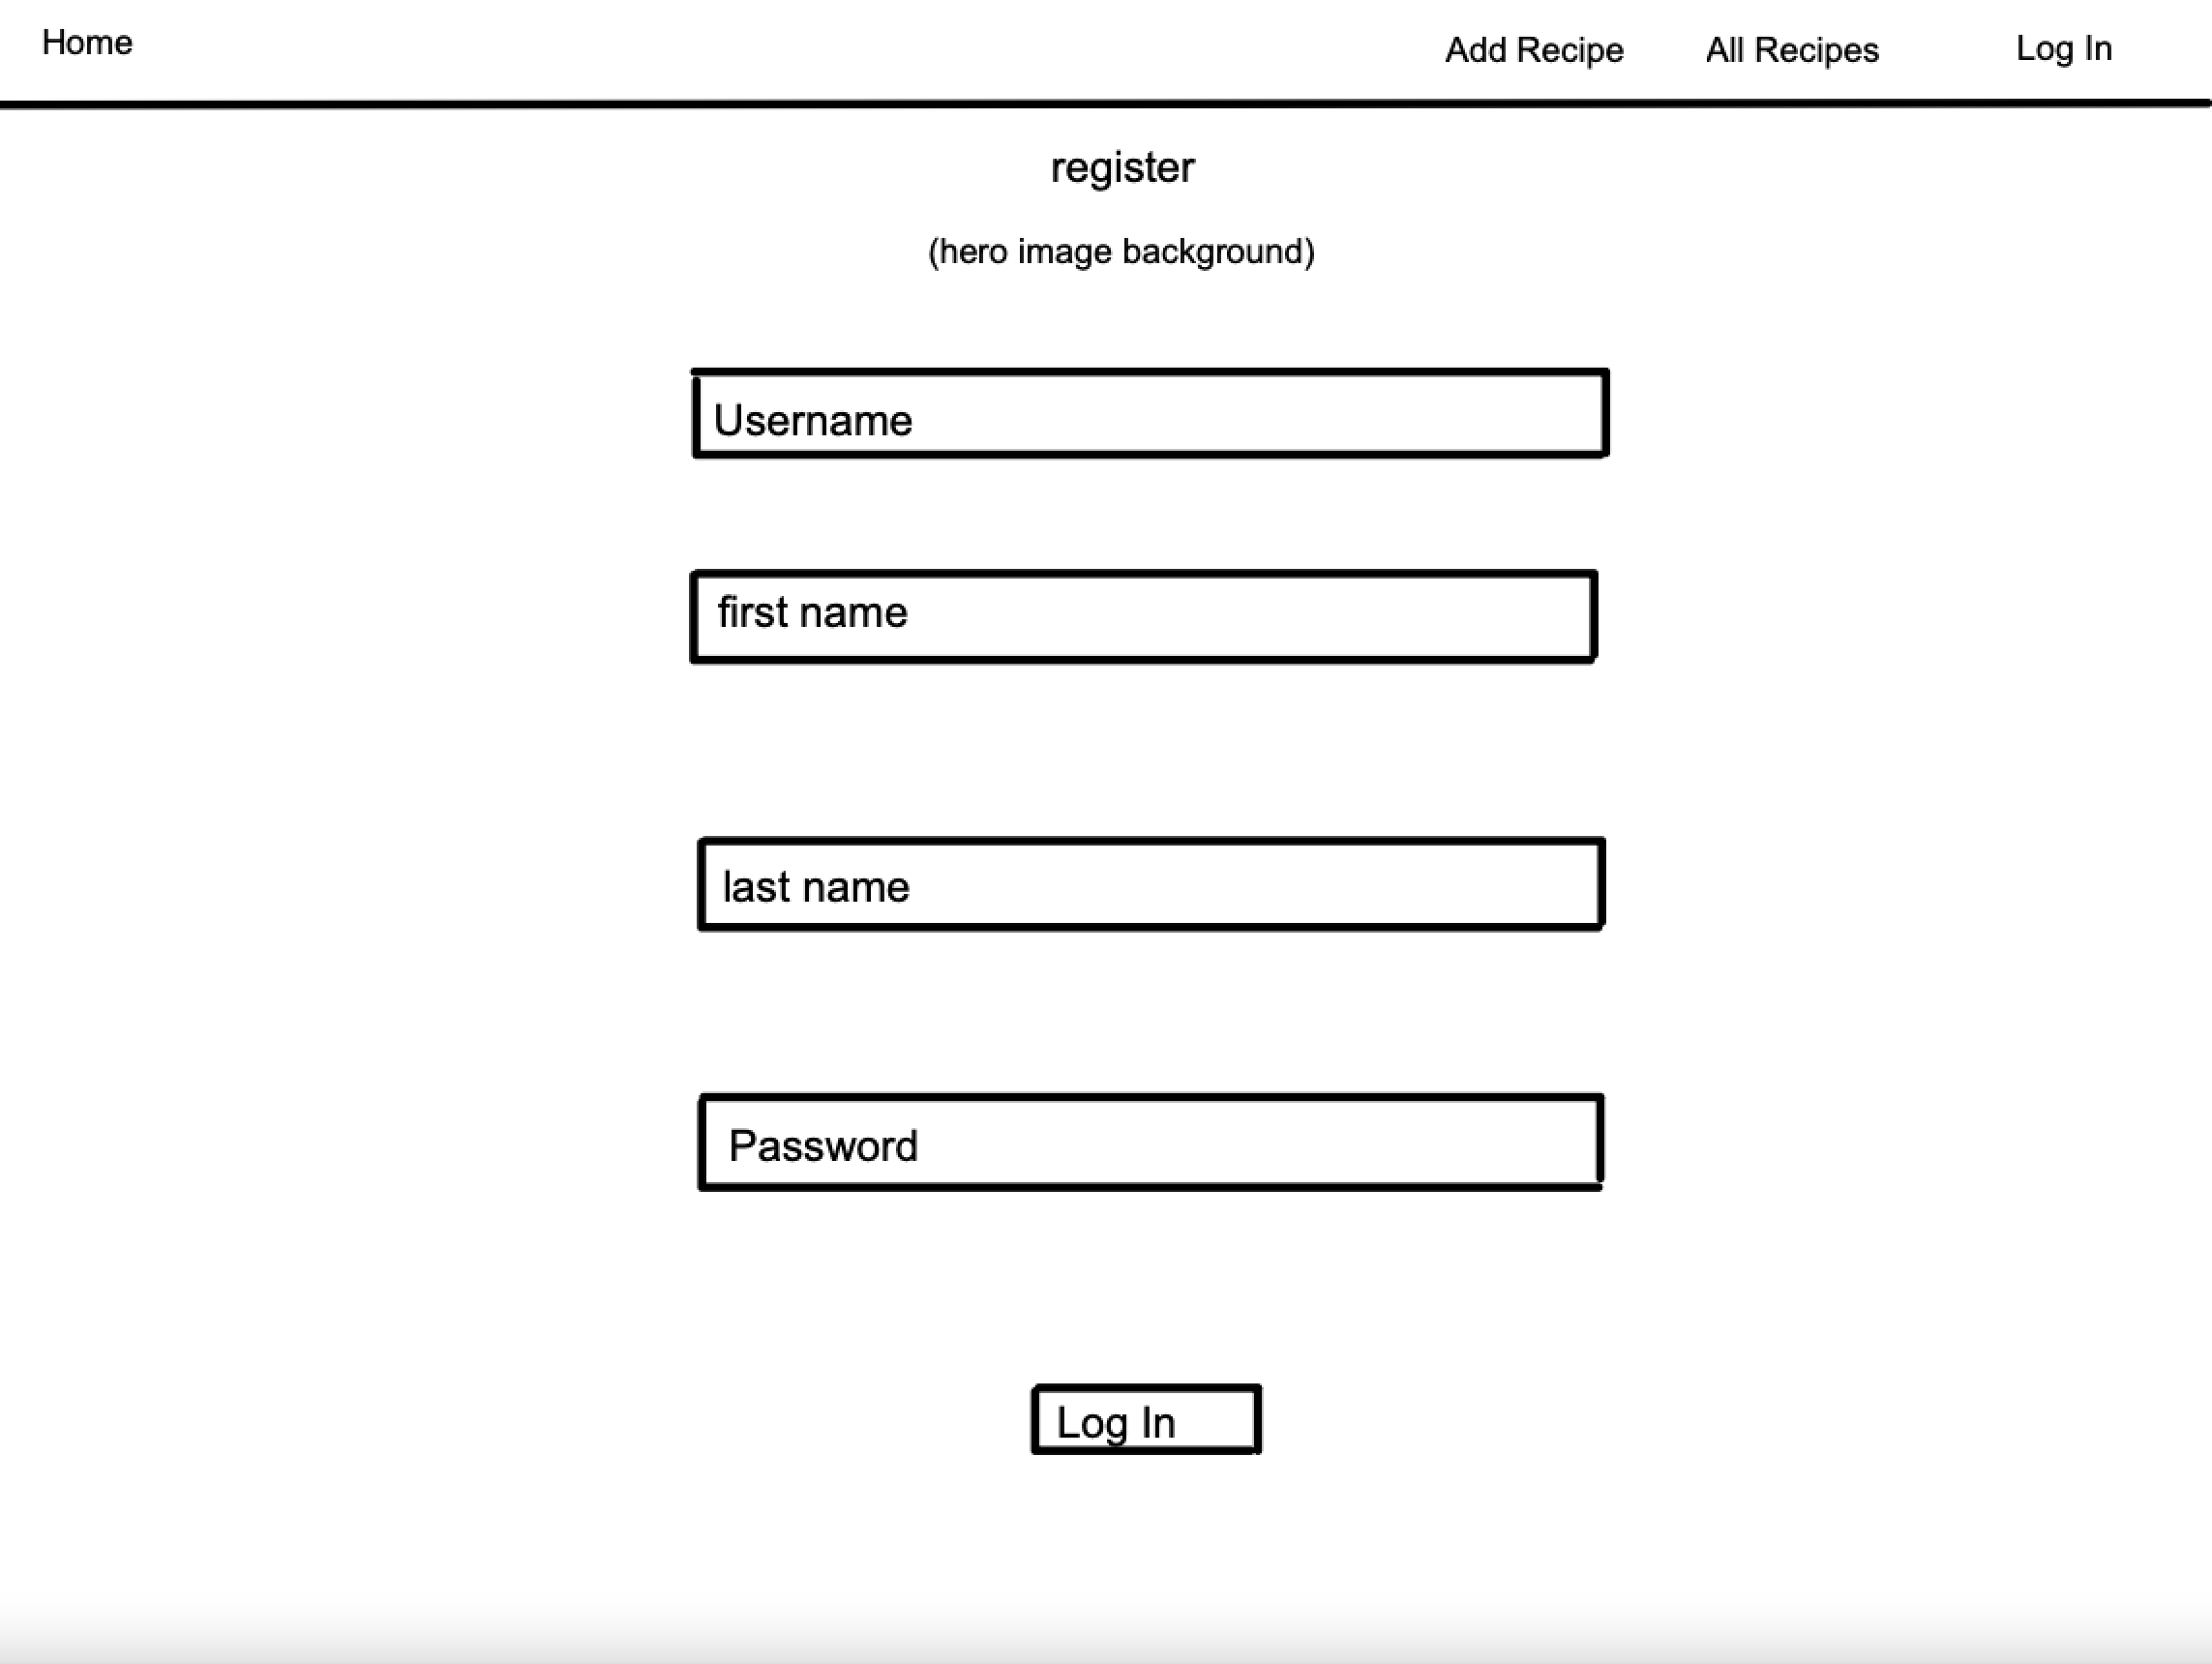 Home Add Recipe All Recipes Log In
register
(hero image background)
Username
first name
last name
Password
Log In